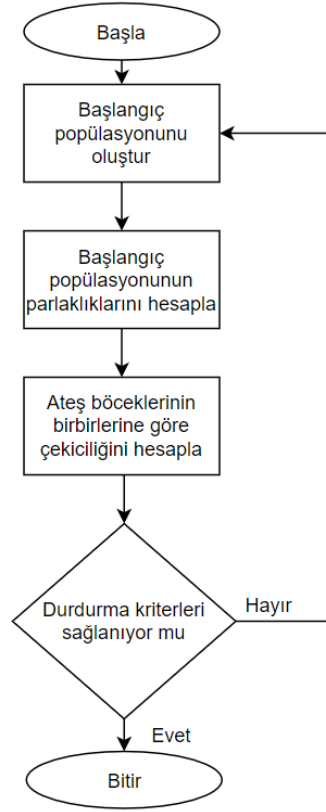 Başla
Başlangıç
popülasyonunu
oluştur
Başlangıç
popülasyonunun
parlaklıklarını hesapla
Ateş böceklerinin
birbirlerine göre
çekiciliğini hesapla
Durdurma kriterleri
sağlanıyor mu
Hayır
Evet
Bitir